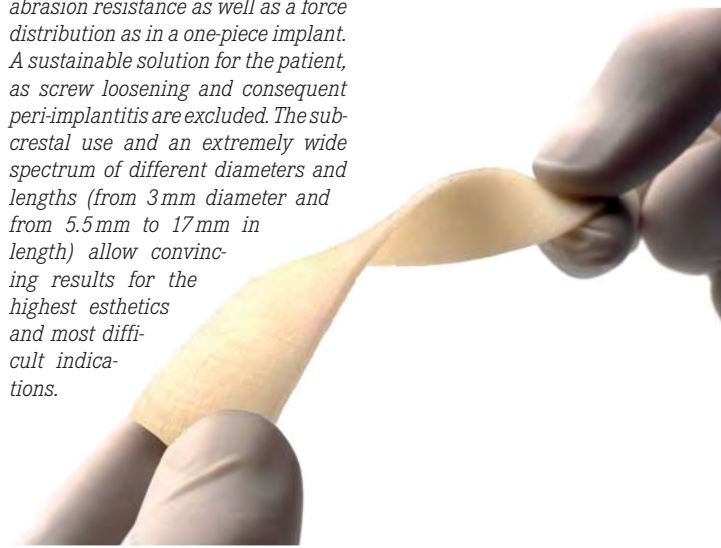 abrasion resistance as well as a force
distribution as in a one-piece implant.
A sustainable solution for the patient,
as screw loosening and consequent
peri-implantitis are excluded. The sub-
crestal use and an extremely wide
spectrum of different diameters and
lengths (from 3 mm diameter and
from 5.5 mm to 17 mm in
length) allow convinc-
ing results for the
highest esthetics
and most diffi-
cult indica-
tions.